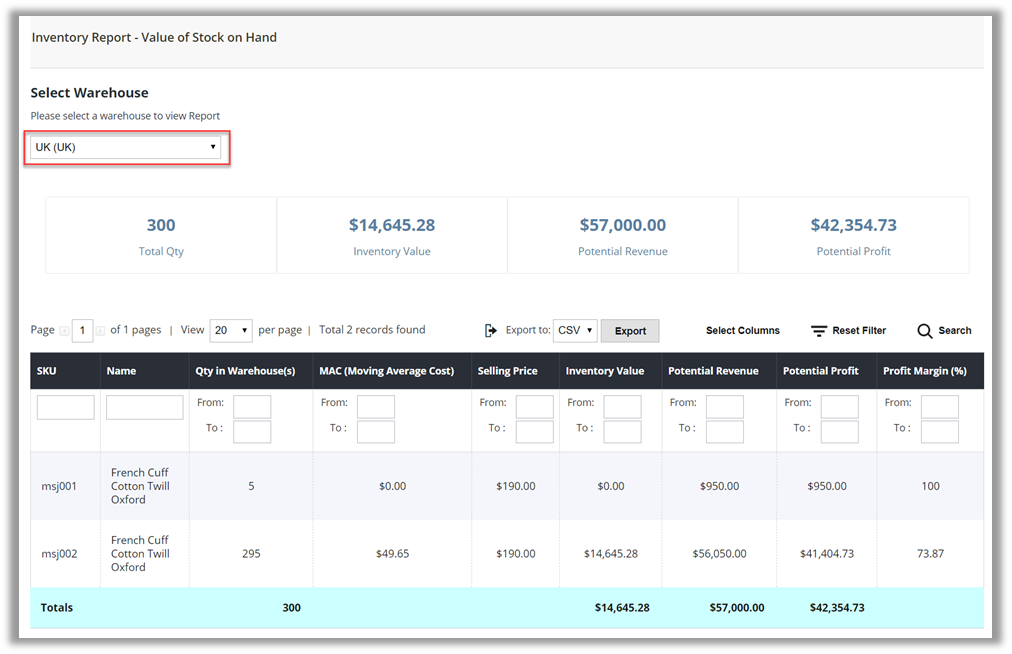 Inventory Report - Value of Stock on Hand
Select Warehouse
Please select a warehouse to view Report
UK (UK)
300 $14,645.28 $57,000.00 $42,354.73
Total Qty Inventory Value Potential Revenue Potential Profit
Page 1 of 1 pages | View 20 per page | Total 2 records found Export to: CSV Export Select Columns Reset Filter Search
SKU Name Qty in Warehouse(s) MAC (Moving Average Cost) Selling Price Inventory Value Potential Revenue Potential Profit Profit Margin (%)
From: From: From: From: From: From: From:
To : To : To : To : To : To : To :
msj001 French Cuff Cotton Twill Oxford 5 $0.00 $190.00 $0.00 $950.00 $950.00 100
msj002 French Cuff Cotton Twill Oxford 295 $49.65 $190.00 $14,645.28 $56,050.00 $41,404.73 73.87
Totals 300 $14,645.28 $57,000.00 $42,354.73